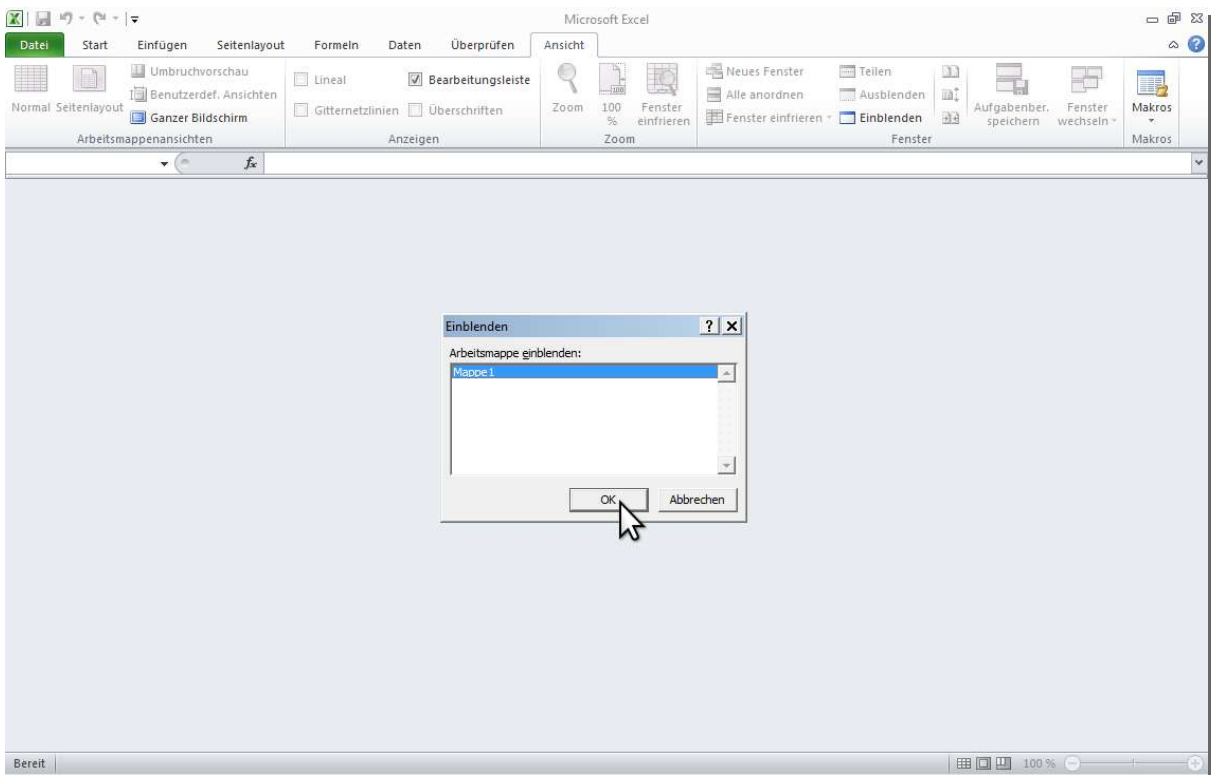 Microsoft Excel
Datei Start Einfügen Seitenlayout Formeln Daten Überprüfen Ansicht
Normal Seitenlayout
Umbruchvorschau
Benutzerdef. Ansichten
Ganzer Bildschirm
Arbeitsmappenansichten
Lineal
Bearbeitungsleiste
Gitternetzlinien
Überschriften
Anzeigen
Zoom
100
%
Fenster
einfrieren
Zoom
Neues Fenster
Alle anordnen
Fenster einfrieren
Teilen
Ausblenden
Einblenden
Aufgabenber.
speichern
Fenster
wechseln
Fenster
Makros
Makros
fx
Einblenden
Arbeitsmappe einblenden:
Mappe1
OK
Abbrechen
Bereit
100 %